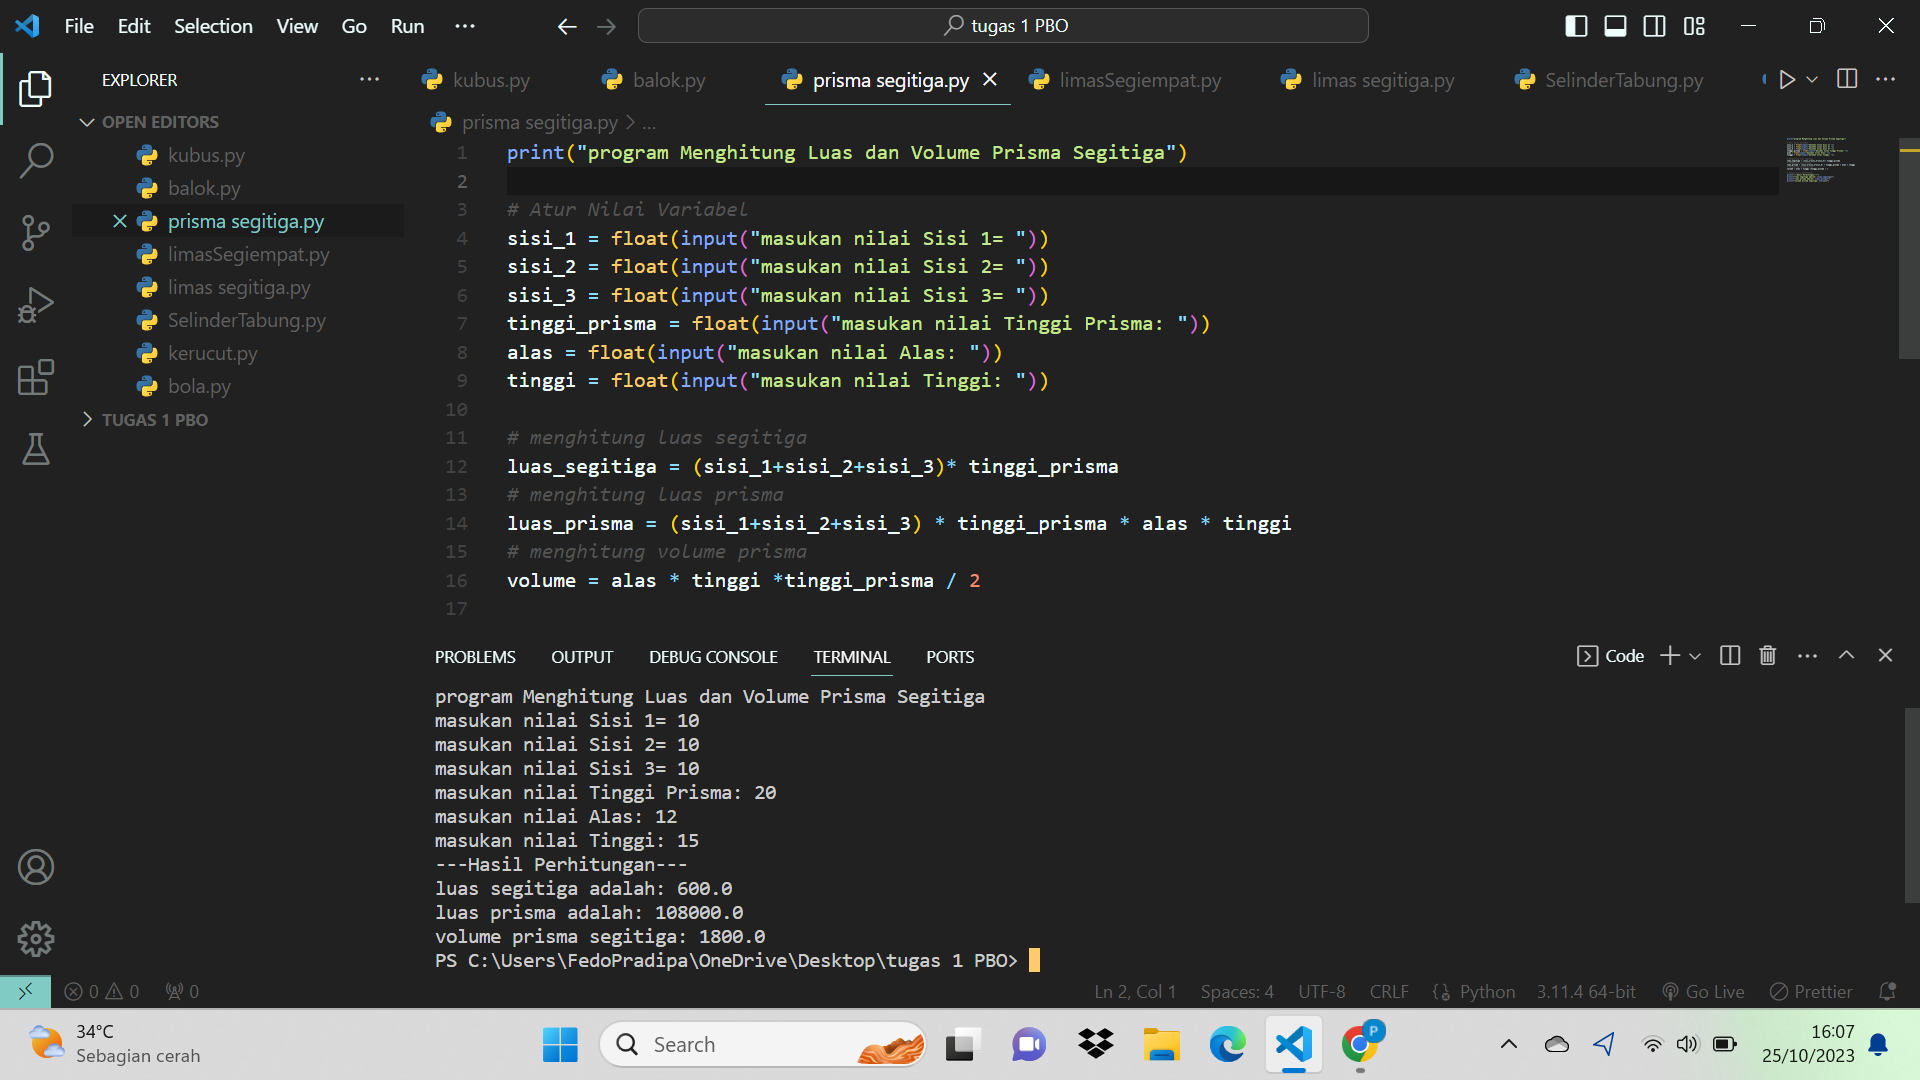 File Edit Selection View Go Run ···
tugas 1 PBO
EXPLORER
OPEN EDITORS
kubus.py
balok.py
prisma segitiga.py
limasSegiempat.py
limas segitiga.py
SelinderTabung.py
kerucut.py
bola.py
TUGAS 1 PBO
kubus.py balok.py prisma segitiga.py limasSegiempat.py limas segitiga.py SelinderTabung.py
prisma segitiga.py > ...
1 print("program Menghitung Luas dan Volume Prisma Segitiga")
2
3 # Atur Nilai Variabel
4 sisi_1 = float(input("masukan nilai Sisi 1= "))
5 sisi_2 = float(input("masukan nilai Sisi 2= "))
6 sisi_3 = float(input("masukan nilai Sisi 3= "))
7 tinggi_prisma = float(input("masukan nilai Tinggi Prisma: "))
8 alas = float(input("masukan nilai Alas: "))
9 tinggi = float(input("masukan nilai Tinggi: "))
10
11 # menghitung luas segitiga
12 luas_segitiga = (sisi_1+sisi_2+sisi_3)* tinggi_prisma
13 # menghitung luas prisma
14 luas_prisma = (sisi_1+sisi_2+sisi_3) * tinggi_prisma * alas * tinggi
15 # menghitung volume prisma
16 volume = alas * tinggi *tinggi_prisma / 2
17
PROBLEMS OUTPUT DEBUG CONSOLE TERMINAL PORTS
Code
program Menghitung Luas dan Volume Prisma Segitiga
masukan nilai Sisi 1= 10
masukan nilai Sisi 2= 10
masukan nilai Sisi 3= 10
masukan nilai Tinggi Prisma: 20
masukan nilai Alas: 12
masukan nilai Tinggi: 15
---Hasil Perhitungan---
luas segitiga adalah: 600.0
luas prisma adalah: 108000.0
volume prisma segitiga: 1800.0
PS C:\Users\FedoPradipa\OneDrive\Desktop\tugas 1 PBO>
0 0 0
Ln 2, Col 1 Spaces: 4 UTF-8 CRLF Python 3.11.4 64-bit Go Live Prettier
34°C
Sebagian cerah
Search
P
16:07
25/10/2023